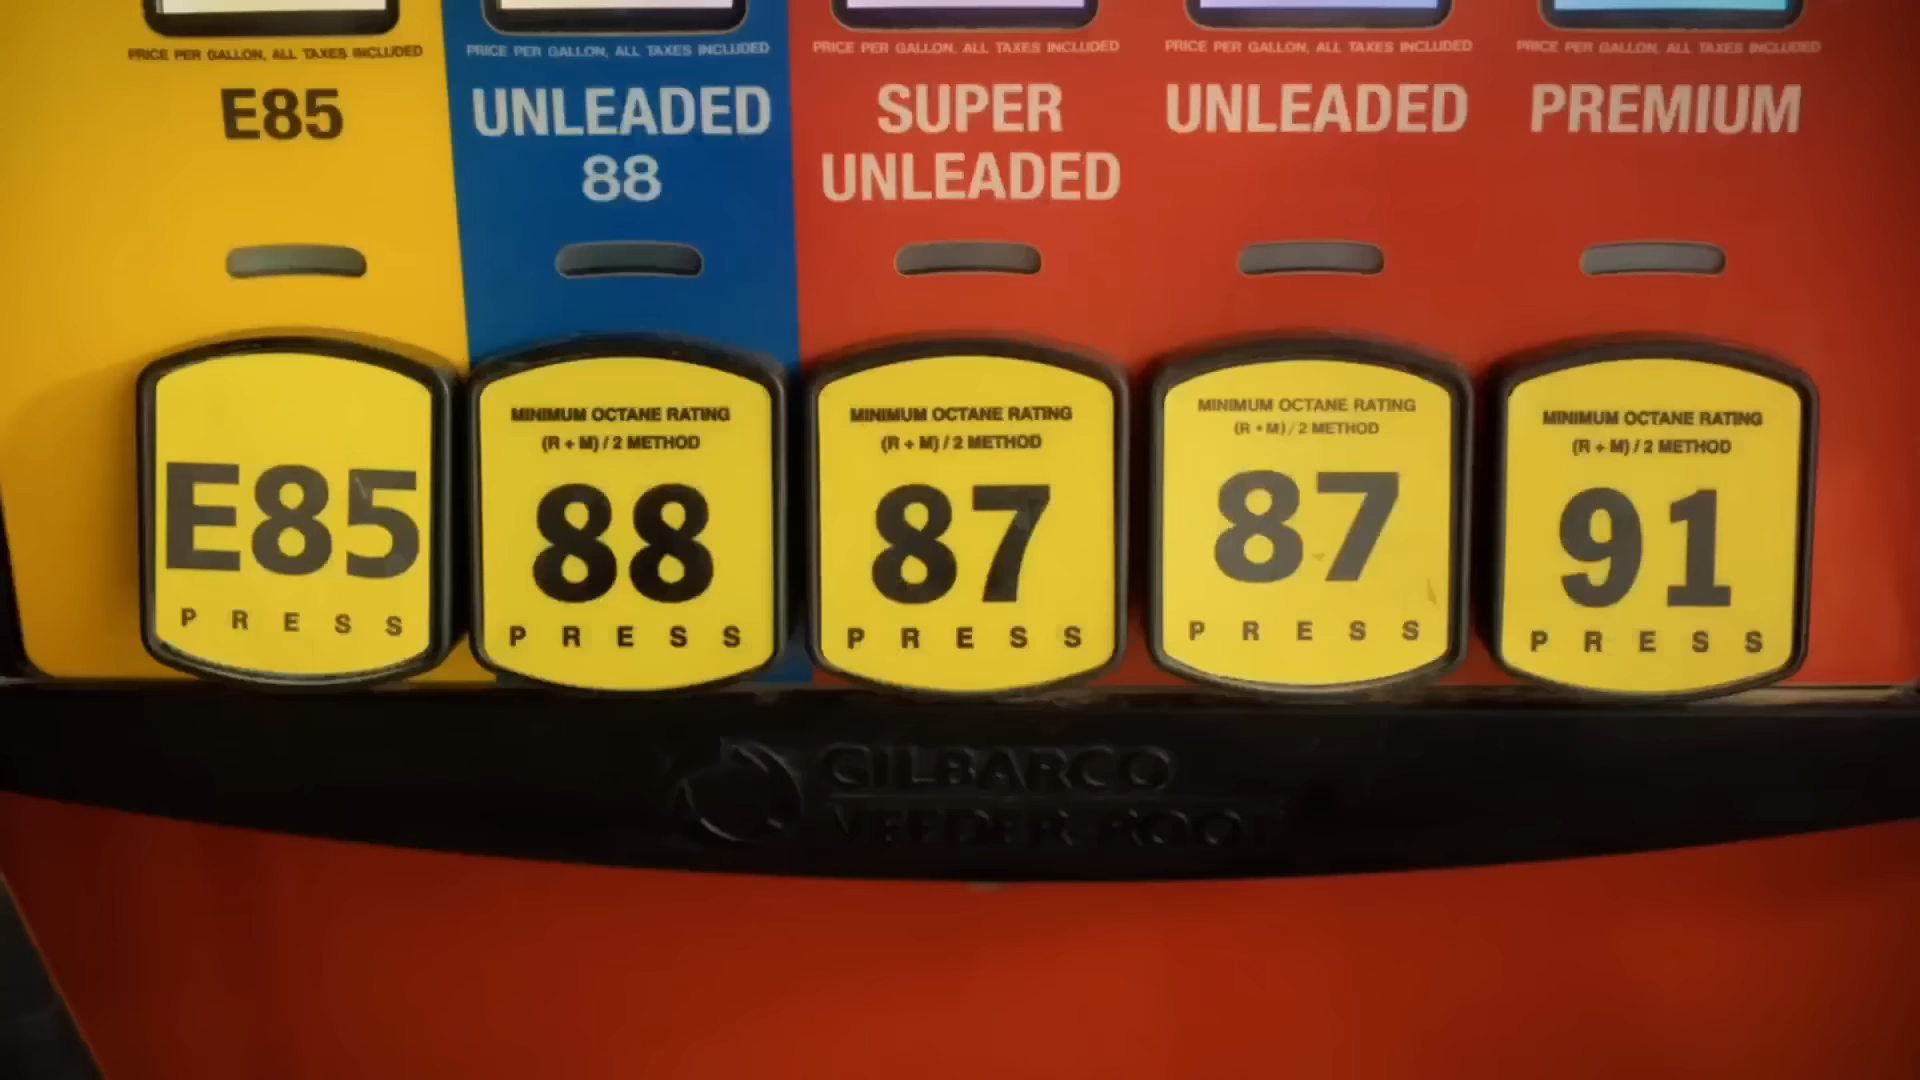 PRICE PER GALLON, ALL TAXES INCLUDED
E85
E85
PRESS
PRICE PER GALLON, ALL TAXES INCLUDED
UNLEADED
88
MINIMUM OCTANE RATING
(R + M) / 2 METHOD
88
PRESS
PRICE PER GALLON, ALL TAXES INCLUDED
SUPER
UNLEADED
MINIMUM OCTANE RATING
(R + M) / 2 METHOD
87
PRESS
PRICE PER GALLON, ALL TAXES INCLUDED
UNLEADED
MINIMUM OCTANE RATING
(R + M) / 2 METHOD
87
PRESS
PRICE PER GALLON, ALL TAXES INCLUDED
PREMIUM
MINIMUM OCTANE RATING
(R + M) / 2 METHOD
91
PRESS
GILBARCO
VEEDER-ROOT